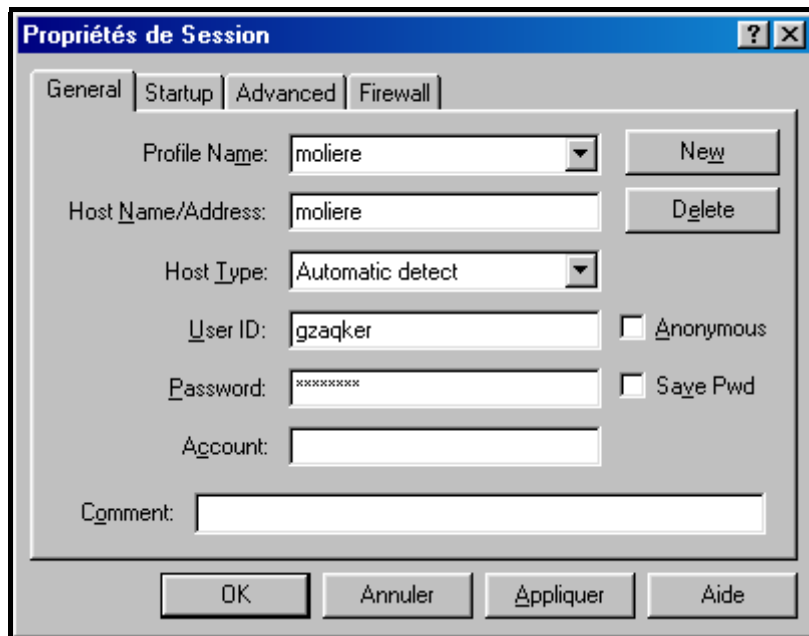 Propriétés de Session
General Startup Advanced Firewall
Profile Name: moliere New
Host Name/Address: moliere Delete
Host Type: Automatic detect
User ID: gzaqker Anonymous
Password: ******** Save Pwd
Account:
Comment:
OK Annuler Appliquer Aide